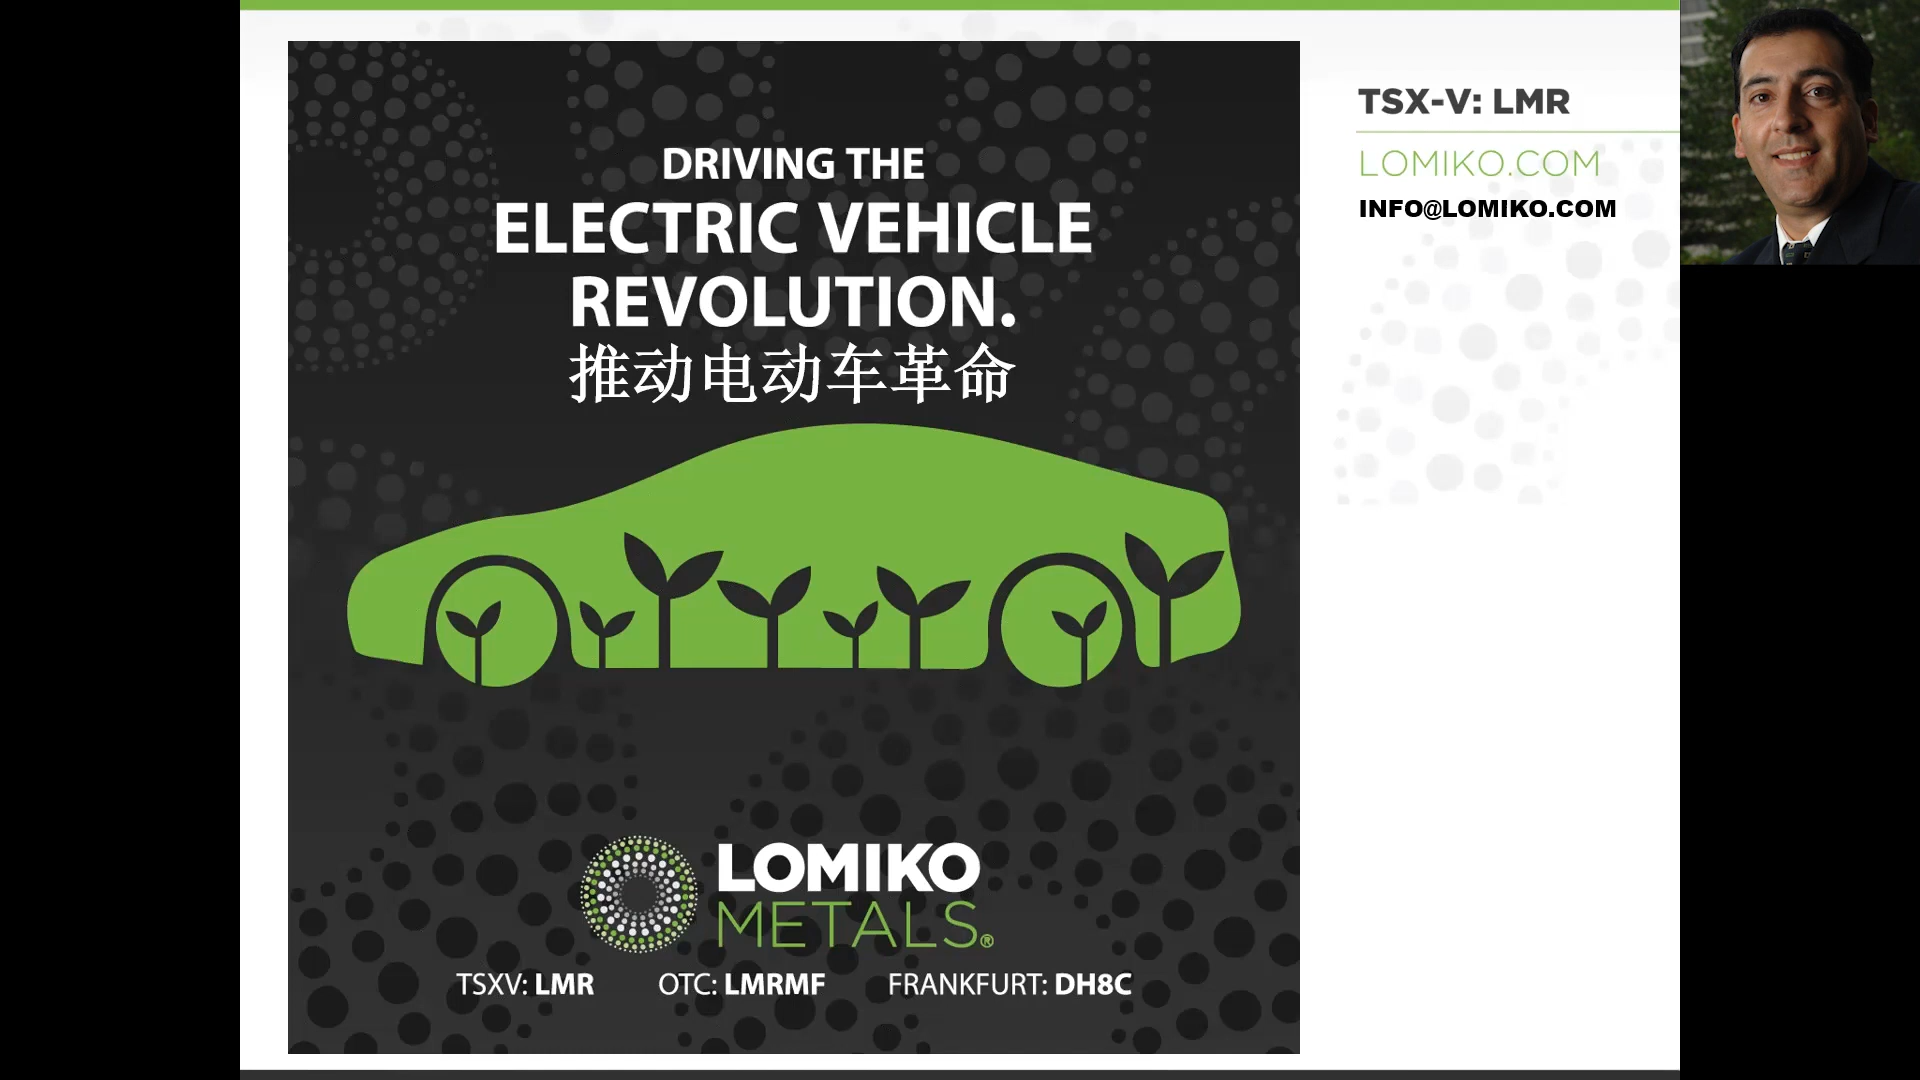 DRIVING THE
ELECTRIC VEHICLE
REVOLUTION.
推动电动车革命
LOMIKO
METALS®
TSXV: LMR OTC: LMRMF FRANKFURT: DH8C
TSX-V: LMR
LOMIKO.COM
INFO@LOMIKO.COM